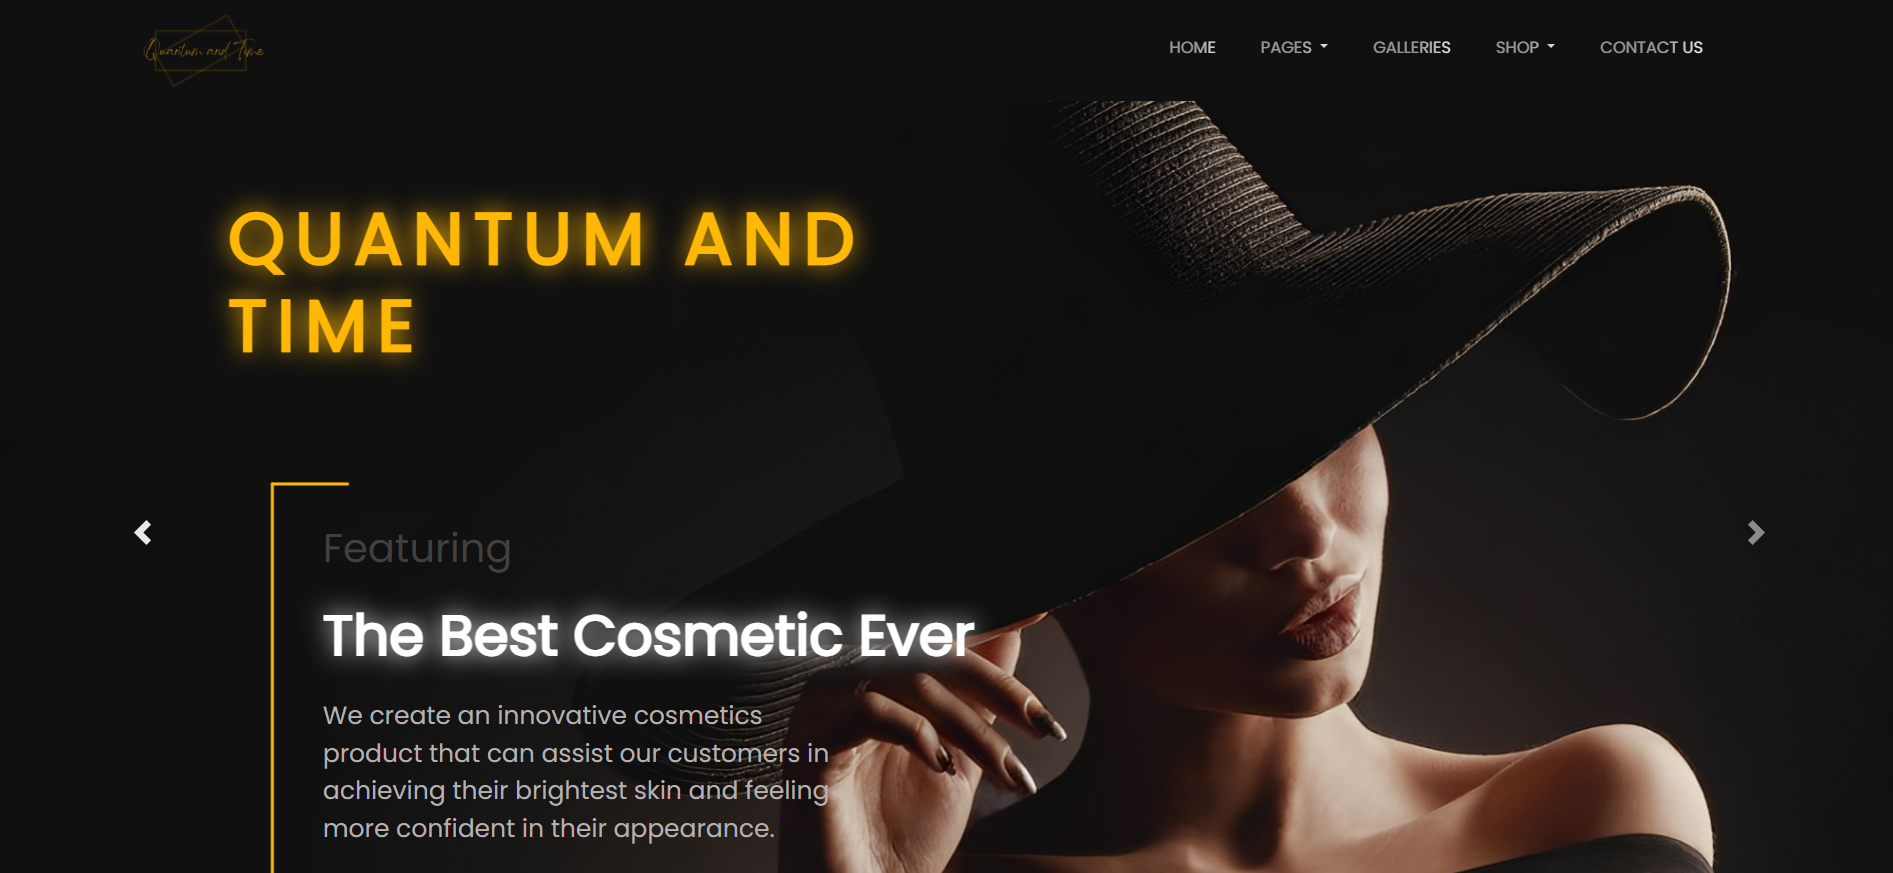 Quantum and Time
HOME
PAGES
GALLERIES
SHOP
CONTACT US
QUANTUM AND
TIME
Featuring
The Best Cosmetic Ever
We create an innovative cosmetics
product that can assist our customers in
achieving their brightest skin and feeling
more confident in their appearance.